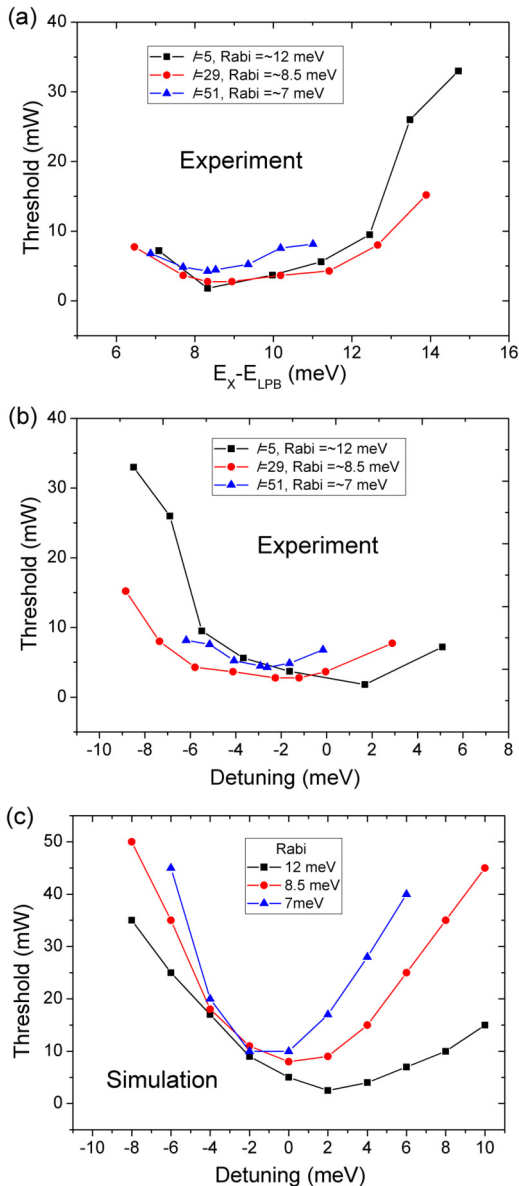 (a)
40
30
20
10
0
Threshold (mW)
l=5, Rabi =~12 meV
l=29, Rabi =~8.5 meV
l=51, Rabi =~7 meV
Experiment
6 8 10 12 14 16
E_X-E_LPB (meV)
(b)
40
30
20
10
0
Threshold (mW)
l=5, Rabi =~12 meV
l=29, Rabi =~8.5 meV
l=51, Rabi =~7 meV
Experiment
-10 -8 -6 -4 -2 0 2 4 6 8
Detuning (meV)
(c)
50
40
30
20
10
0
Threshold (mW)
Rabi
12 meV
8.5 meV
7meV
Simulation
-8 -6 -4 -2 0 2 4 6 8 10
Detuning (meV)